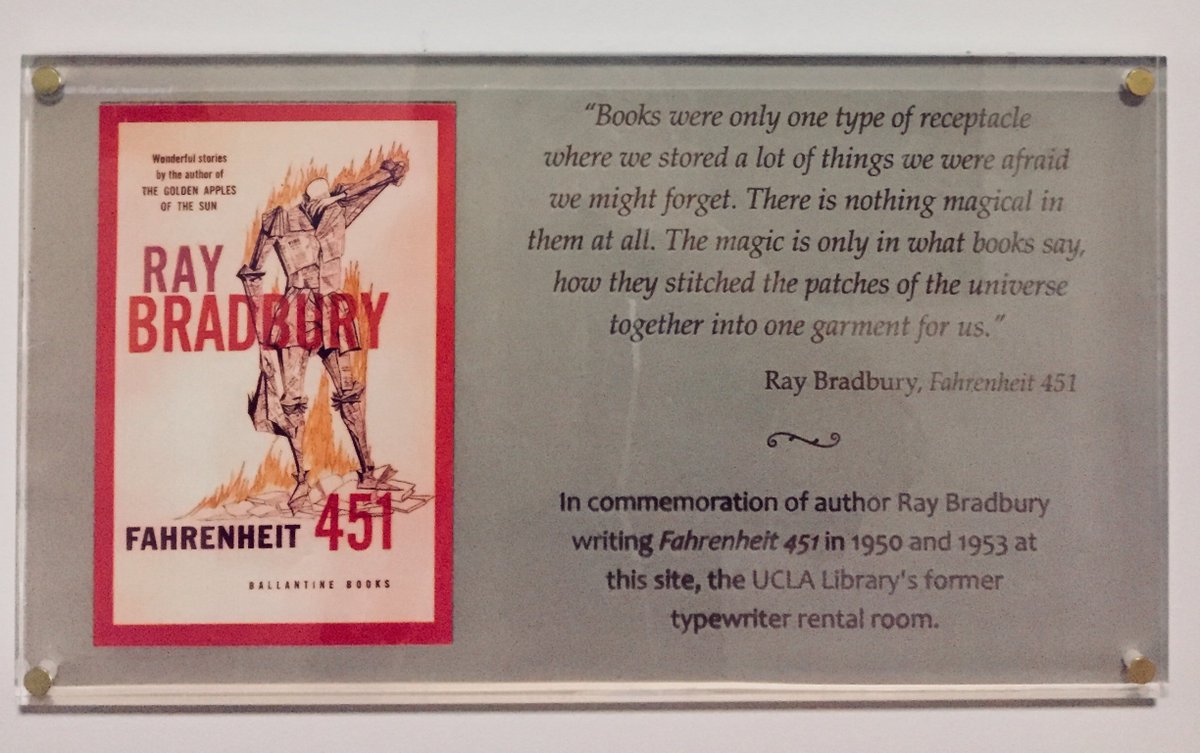 Wonderful stories
by the author of
THE GOLDEN APPLES
OF THE SUN
RAY
BRADBURY
FAHRENHEIT 451
BALLANTINE BOOKS
“Books were only one type of receptacle
where we stored a lot of things we were afraid
we might forget. There is nothing magical in
them at all. The magic is only in what books say,
how they stitched the patches of the universe
together into one garment for us.”
Ray Bradbury, Fahrenheit 451
In commemoration of author Ray Bradbury
writing Fahrenheit 451 in 1950 and 1953 at
this site, the UCLA Library's former
typewriter rental room.